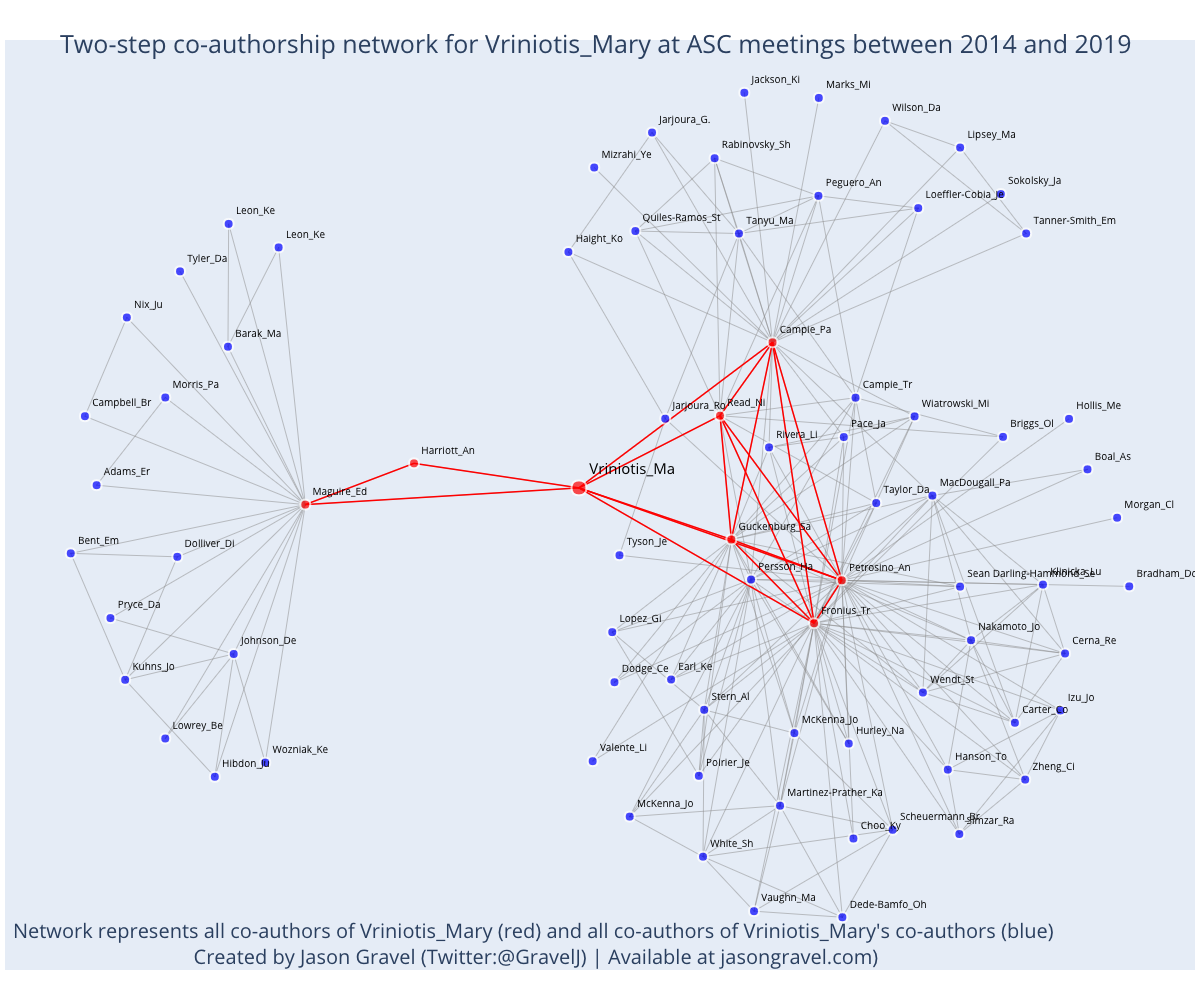 Two-step co-authorship network for Vriniotis_Mary at ASC meetings between 2014 and 2019
Jackson_Ki
Marks_Mi
Wilson_Da
Jarjoura_G.
Lipsey_Ma
Rabinovsky_Sh
Mizrahi_Ye
Peguero_An
Sokolsky_Ja
Loeffler-Cobia_Je
Leon_Ke
Quiles-Ramos_St
Tanyu_Ma
Tanner-Smith_Em
Leon_Ke
Haight_Ko
Tyler_Da
Nix_Ju
Barak_Ma
Campie_Pa
Morris_Pa
Campie_Tr
Campbell_Br
Jarjoura_Ro
Read_Ni
Wiatrowski_Mi
Hollis_Me
Rivera_Li
Pace_Ja
Briggs_Ol
Harriott_An
Vriniotis_Ma
Boal_As
Adams_Er
Maguire_Ed
Taylor_Da
MacDougall_Pa
Morgan_Cl
Guckenburg_Sa
Bent_Em
Dolliver_Di
Tyson_Je
Persson_Ha
Petrosino_An
Sean Darling-Hammond_Se
Klinicka_Lu
Bradham_Do
Pryce_Da
Lopez_Gi
Fronius_Tr
Johnson_De
Nakamoto_Jo
Cerna_Re
Kuhns_Jo
Dodge_Ce
Earl_Ke
Wendt_St
Stern_Al
Izu_Jo
Carter_Co
Lowrey_Be
McKenna_Jo
Hurley_Na
Wozniak_Ke
Hibdon_Ju
Valente_Li
Poirier_Je
Hanson_To
Zheng_Ci
McKenna_Jo
Martinez-Prather_Ka
Choo_Ky
Scheuermann_Br
Simzar_Ra
White_Sh
Vaughn_Ma
Dede-Bamfo_Oh
Network represents all co-authors of Vriniotis_Mary (red) and all co-authors of Vriniotis_Mary's co-authors (blue)
Created by Jason Gravel (Twitter:@GravelJ) | Available at jasongravel.com)